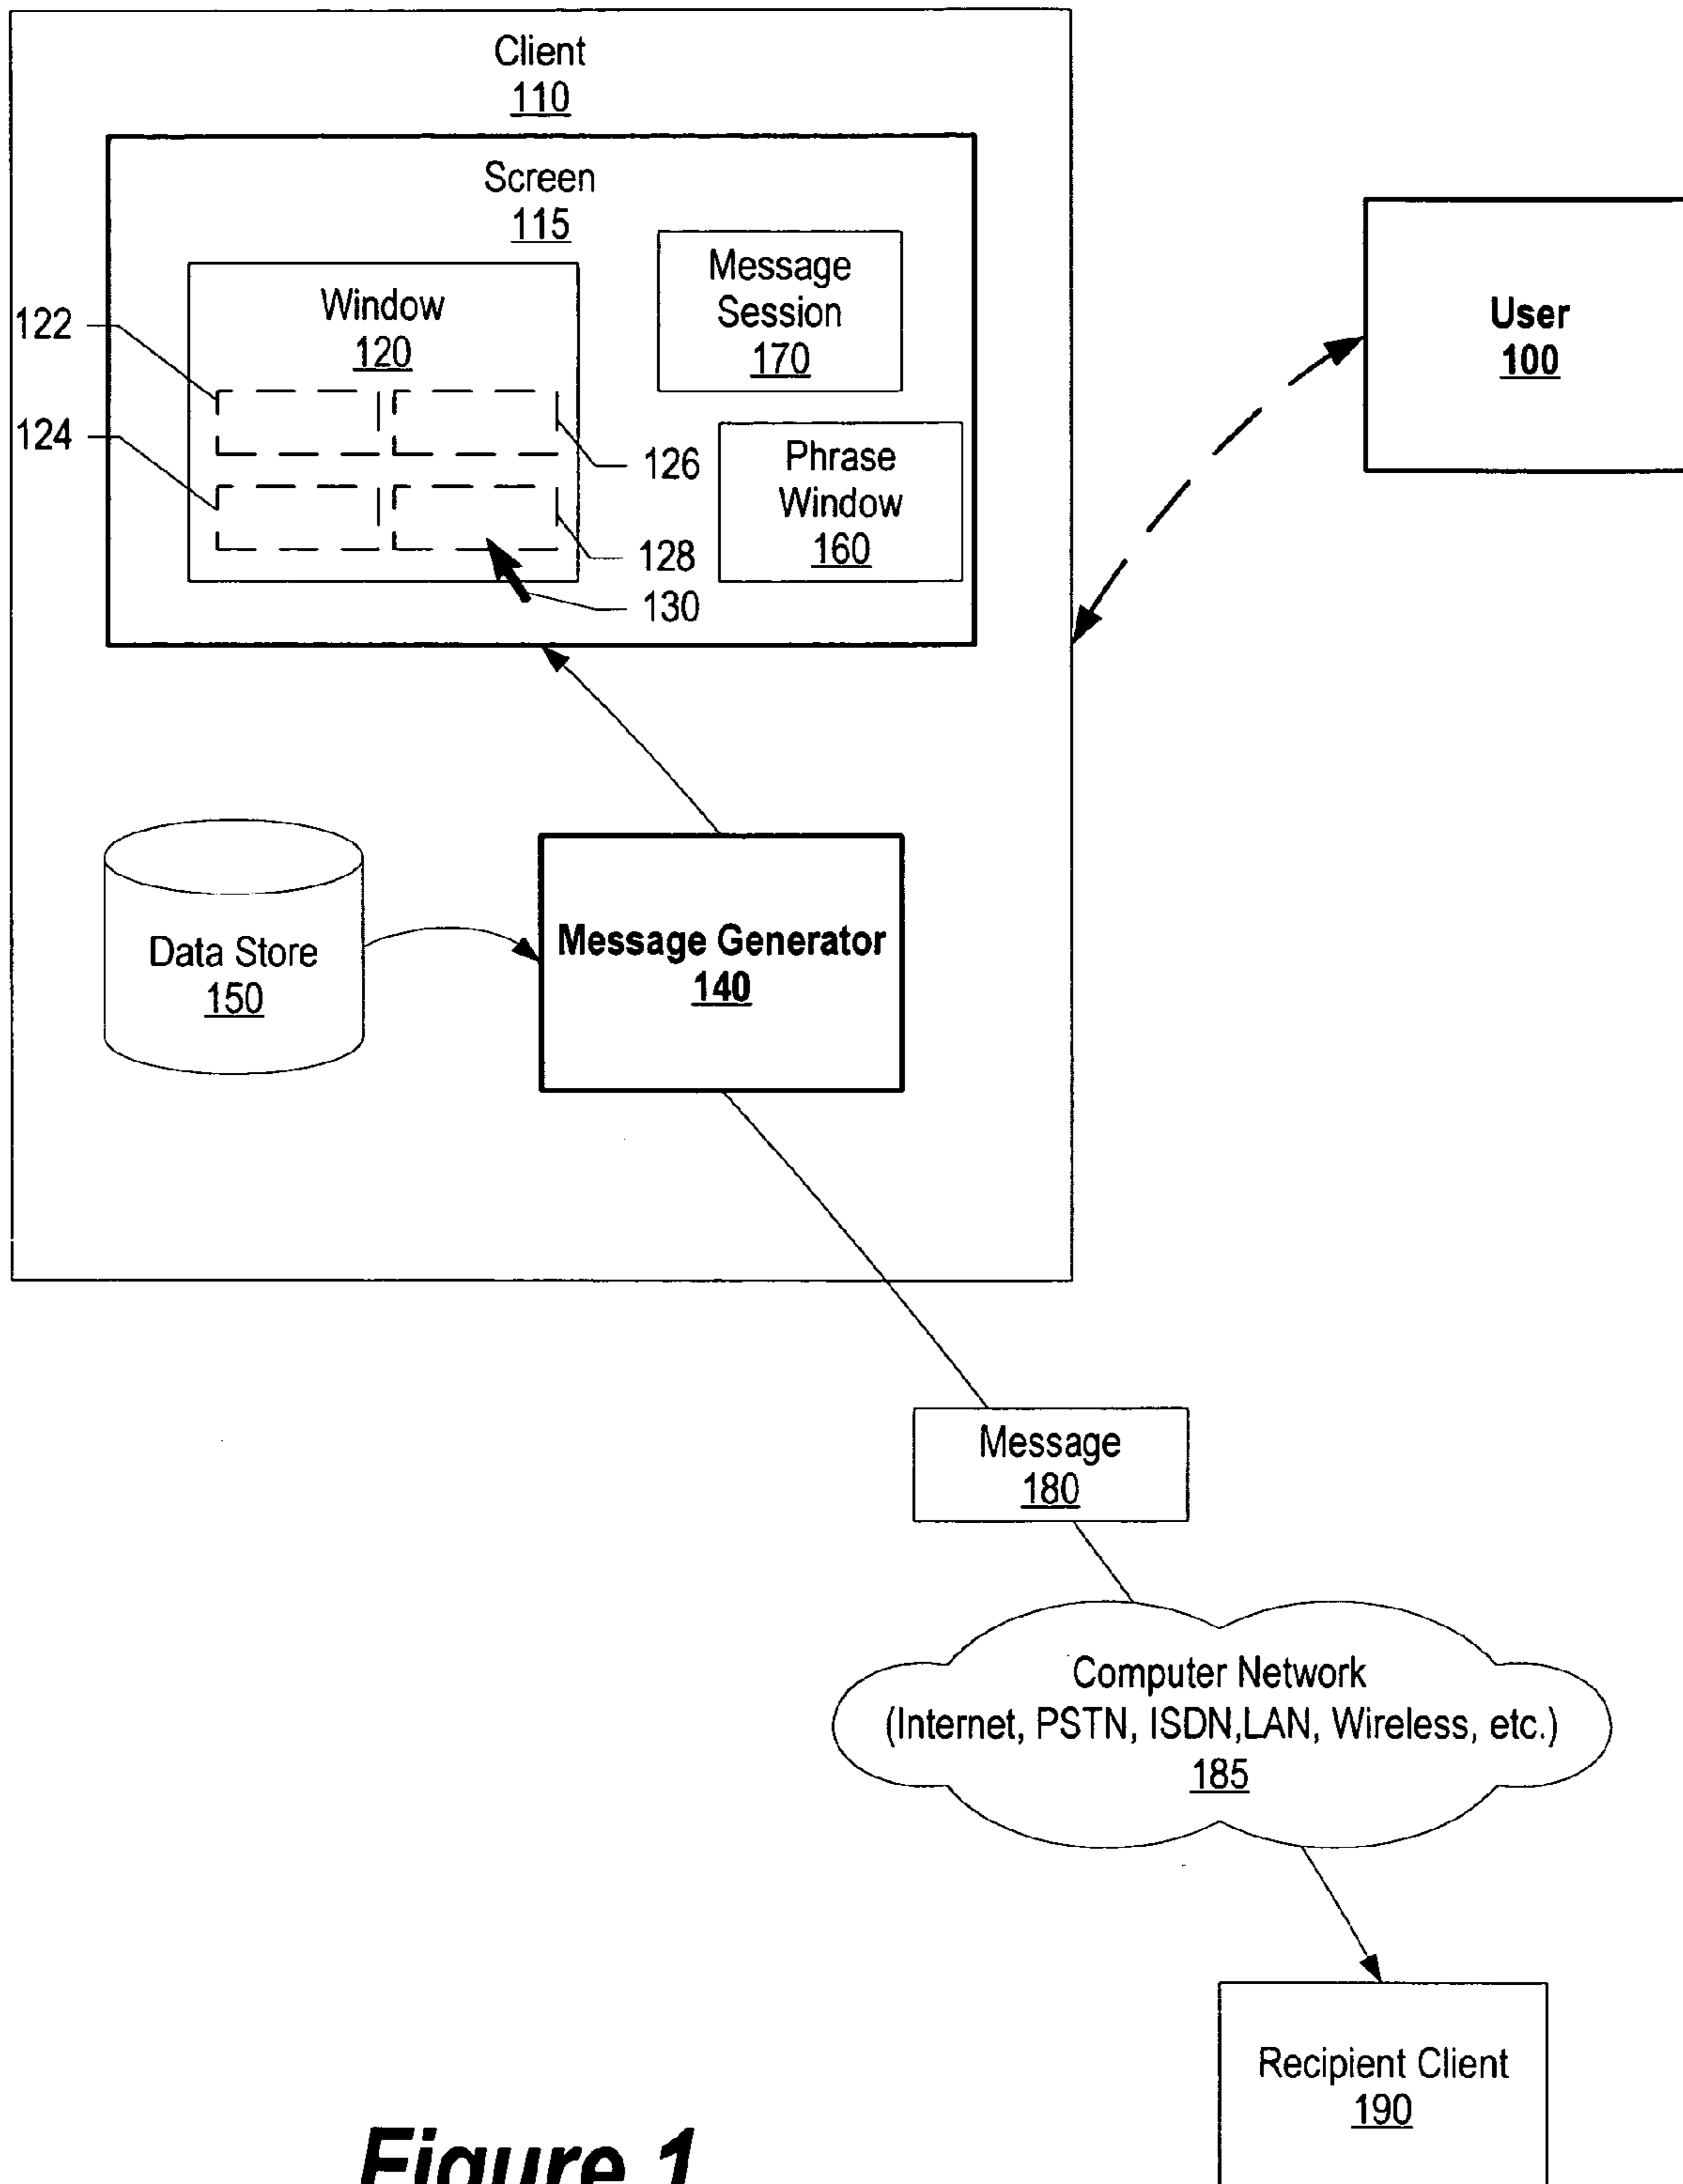 Client
110
Screen
115
Window
120
122
124
126
128
130
Message
Session
170
Phrase
Window
160
User
100
Data Store
150
Message Generator
140
Message
180
Computer Network
(Internet, PSTN, ISDN,LAN, Wireless, etc.)
185
Recipient Client
190
Figure 1